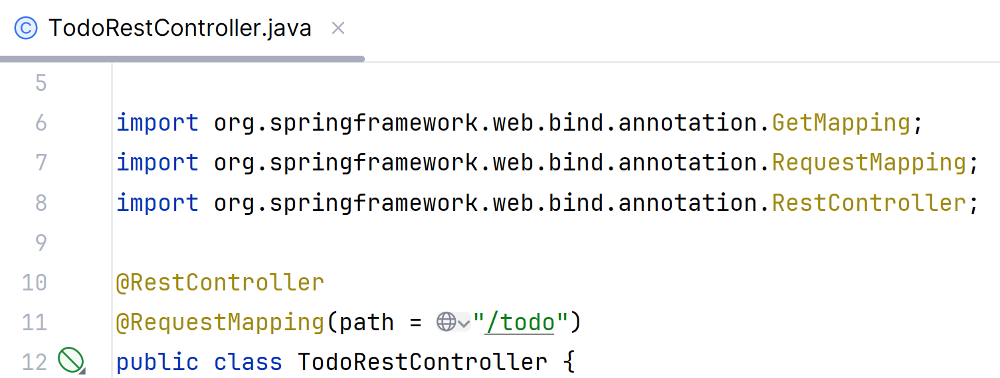 TodoRestController.java
5
6 import org.springframework.web.bind.annotation.GetMapping;
7 import org.springframework.web.bind.annotation.RequestMapping;
8 import org.springframework.web.bind.annotation.RestController;
9
10 @RestController
11 @RequestMapping(path = "/todo")
12 public class TodoRestController {